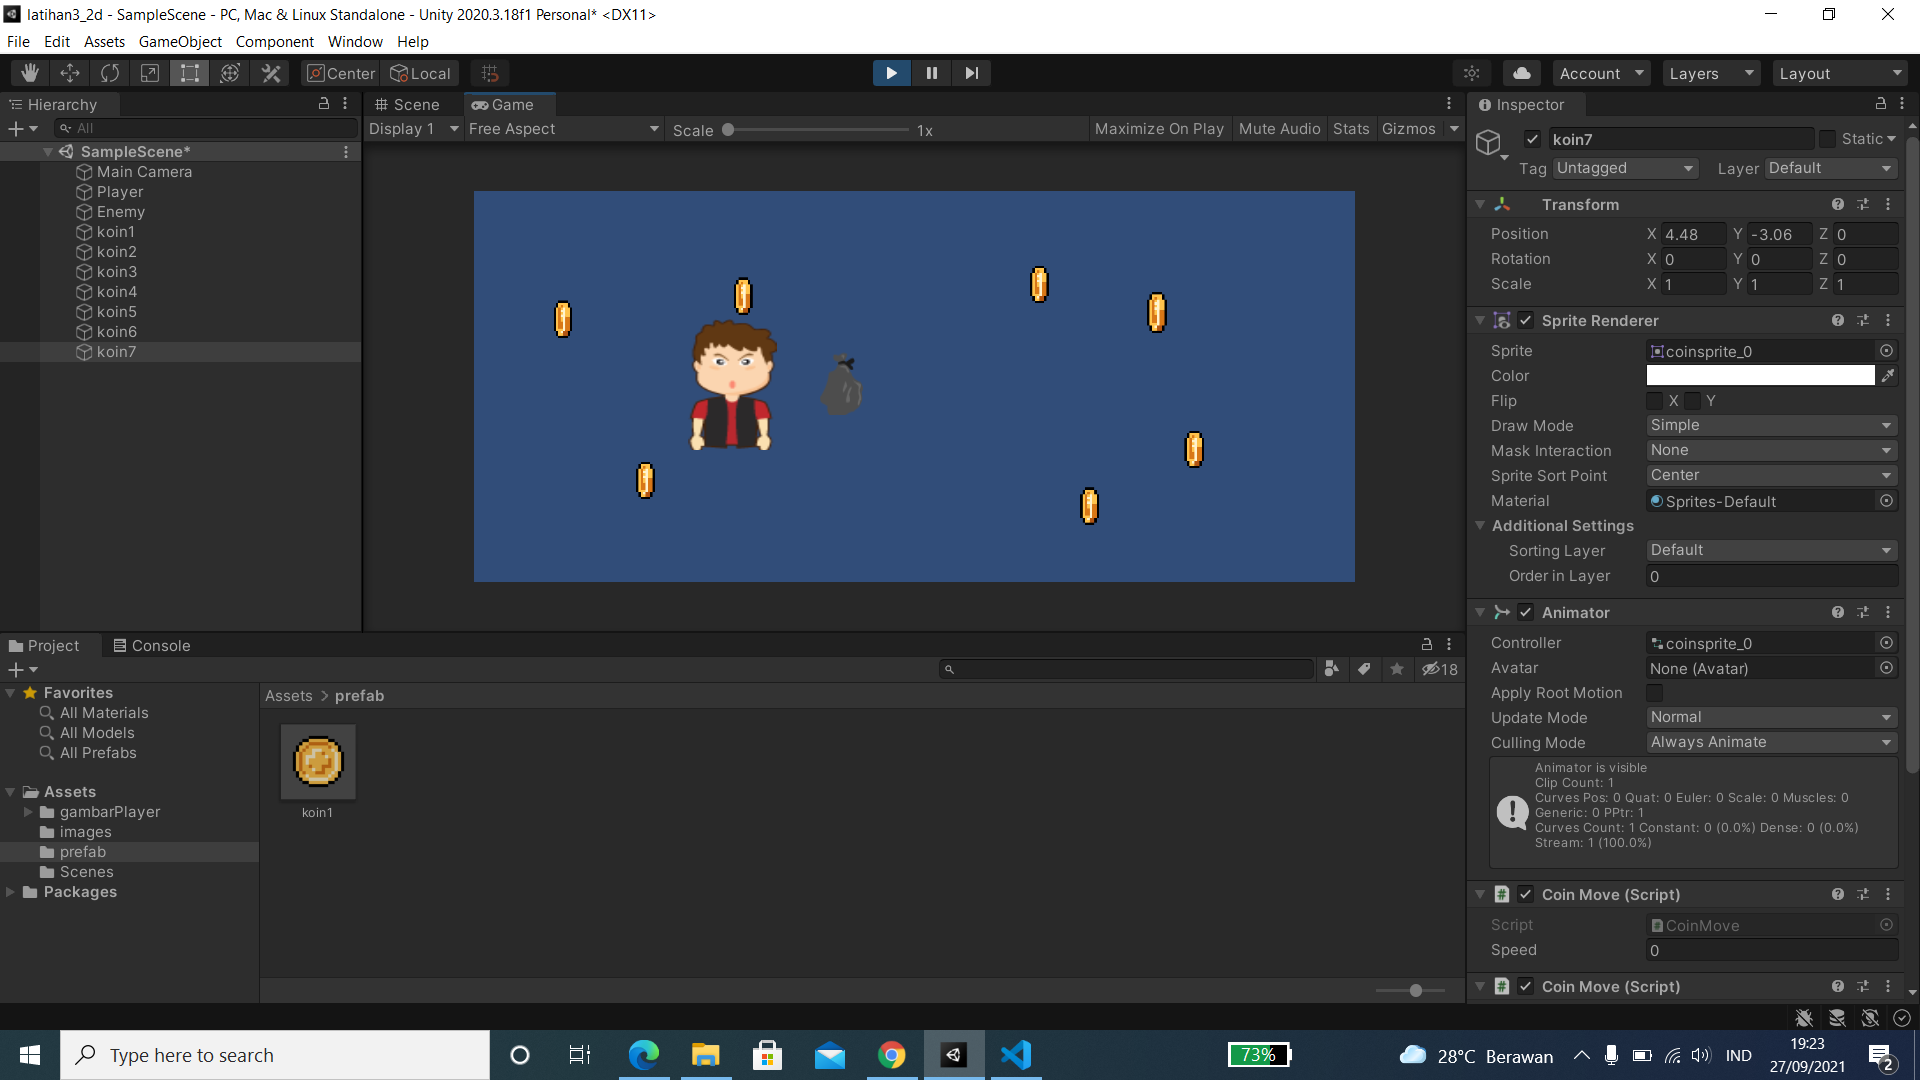 latihan3_2d - SampleScene - PC, Mac & Linux Standalone - Unity 2020.3.18f1 Personal* <DX11>
File Edit Assets GameObject Component Window Help
Center Local Account Layers Layout
Hierarchy
All
SampleScene*
Main Camera
Player
Enemy
koin1
koin2
koin3
koin4
koin5
koin6
koin7
Scene Game
Display 1 Free Aspect Scale 1x Maximize On Play Mute Audio Stats Gizmos
Inspector
koin7 Static
Tag Untagged Layer Default
Transform
Position X 4.48 Y -3.06 Z 0
Rotation X 0 Y 0 Z 0
Scale X 1 Y 1 Z 1
Sprite Renderer
Sprite coinsprite_0
Color
Flip X Y
Draw Mode Simple
Mask Interaction None
Sprite Sort Point Center
Material Sprites-Default
Additional Settings
Sorting Layer Default
Order in Layer 0
Animator
Controller coinsprite_0
Avatar None (Avatar)
Apply Root Motion
Update Mode Normal
Culling Mode Always Animate
Animator is visible
Clip Count: 1
Curves Pos: 0 Quat: 0 Euler: 0 Scale: 0 Muscles: 0
Generic: 0 PPtr: 1
Curves Count: 1 Constant: 0 (0.0%) Dense: 0 (0.0%)
Stream: 1 (100.0%)
Coin Move (Script)
Script CoinMove
Speed 0
Coin Move (Script)
Project Console
18
Favorites
All Materials
All Models
All Prefabs
Assets
gambarPlayer
images
prefab
Scenes
Packages
Assets > prefab
koin1
Type here to search
73%
28°C Berawan
IND
19:23
27/09/2021
2